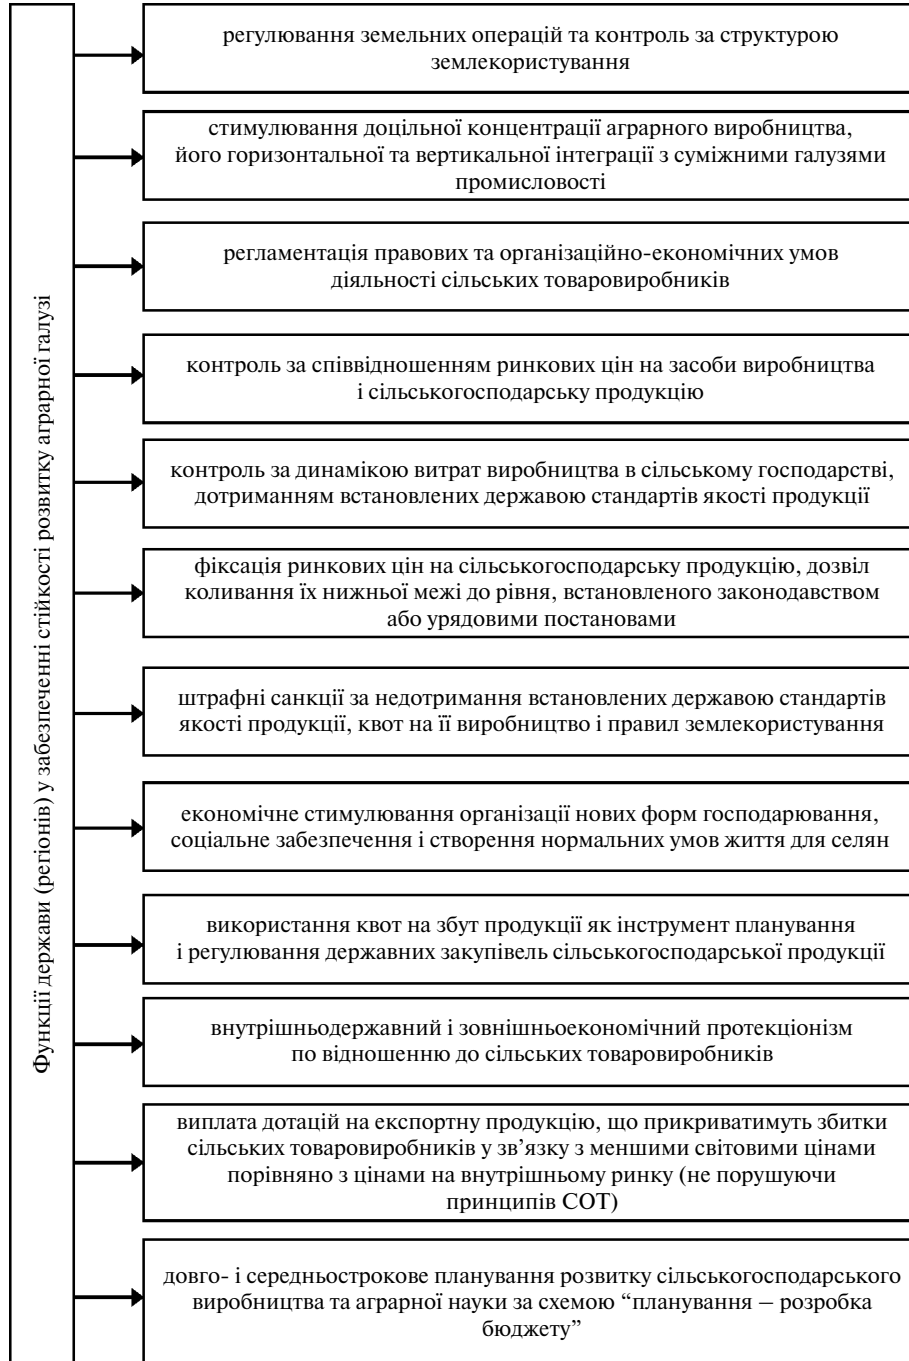 Функції держави (регіонів) у забезпеченні стійкості розвитку аграрної галузі
регулювання земельних операцій та контроль за структурою
землекористування
стимулювання доцільної концентрації аграрного виробництва,
його горизонтальної та вертикальної інтеграції з суміжними галузями
промисловості
регламентація правових та організаційно-економічних умов
діяльності сільських товаровиробників
контроль за співвідношенням ринкових цін на засоби виробництва
і сільськогосподарську продукцію
контроль за динамікою витрат виробництва в сільському господарстві,
дотриманням встановлених державою стандартів якості продукції
фіксація ринкових цін на сільськогосподарську продукцію, дозвіл
коливання їх нижньої межі до рівня, встановленого законодавством
або урядовими постановами
штрафні санкції за недотримання встановлених державою стандартів
якості продукції, квот на її виробництво і правил землекористування
економічне стимулювання організації нових форм господарювання,
соціальне забезпечення і створення нормальних умов життя для селян
використання квот на збут продукції як інструмент планування
і регулювання державних закупівель сільськогосподарської продукції
внутрішньодержавний і зовнішньоекономічний протекціонізм
по відношенню до сільських товаровиробників
виплата дотацій на експортну продукцію, що прикриватимуть збитки
сільських товаровиробників у зв’язку з меншими світовими цінами
порівняно з цінами на внутрішньому ринку (не порушуючи
принципів СОТ)
довго- і середньострокове планування розвитку сільськогосподарського
виробництва та аграрної науки за схемою “планування – розробка
бюджету”